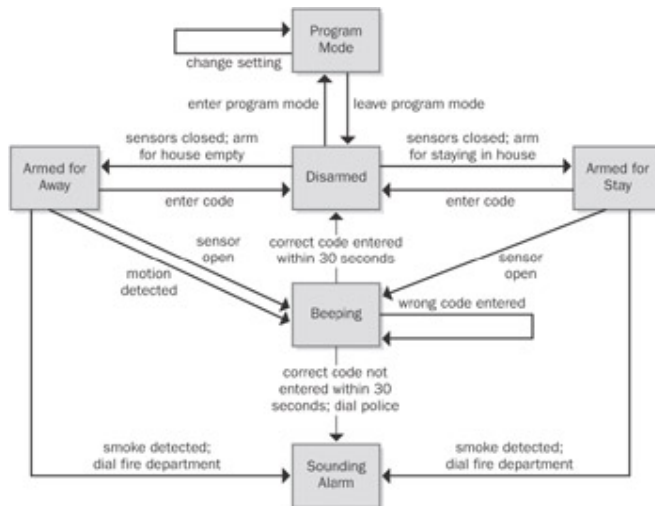 Program
Mode
change setting
enter program mode
leave program mode
sensors closed; arm
for house empty
sensors closed; arm
for staying in house
Armed for
Away
Disarmed
Armed for
Stay
enter code
enter code
sensor
open
correct code entered
within 30 seconds
motion
detected
sensor
open
Beeping
wrong code entered
correct code not
entered within 30
seconds; dial police
smoke detected;
dial fire department
Sounding
Alarm
smoke detected;
dial fire department